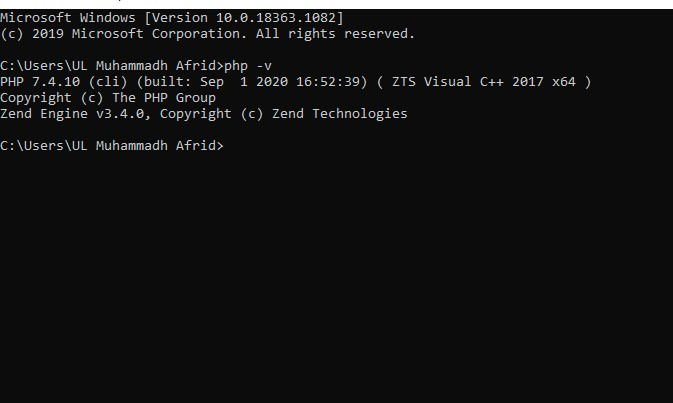 Microsoft Windows [Version 10.0.18363.1082]
(c) 2019 Microsoft Corporation. All rights reserved.
C:\Users\UL Muhammadh Afrid>php -v
PHP 7.4.10 (cli) (built: Sep  1 2020 16:52:39) ( ZTS Visual C++ 2017 x64 )
Copyright (c) The PHP Group
Zend Engine v3.4.0, Copyright (c) Zend Technologies
C:\Users\UL Muhammadh Afrid>